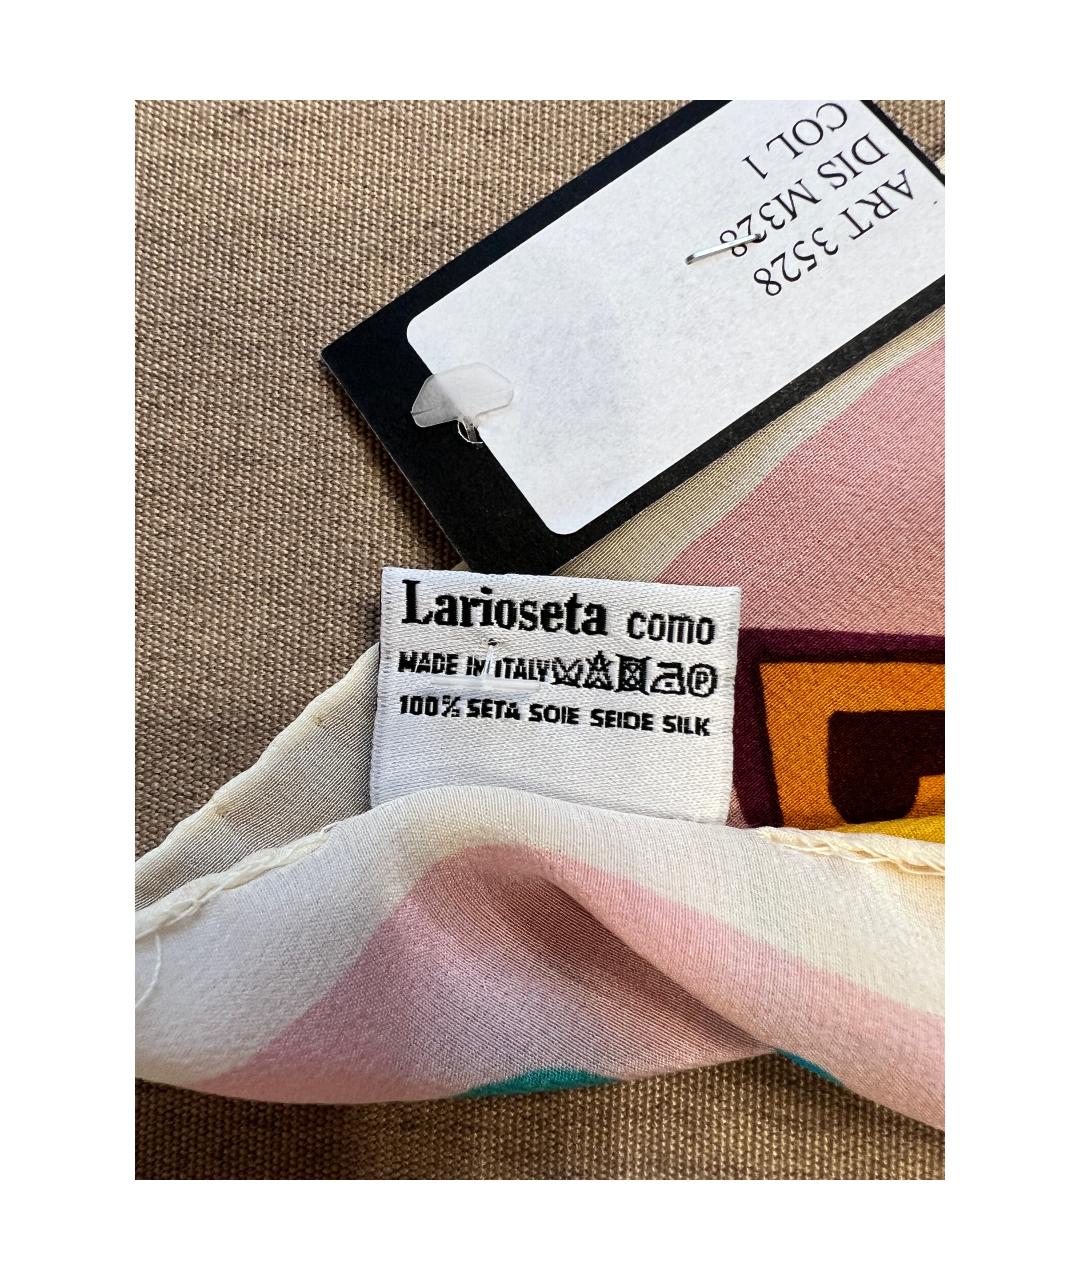 ART 3528
DIS M328
COL 1
Larioseta como
MADE IN ITALY
100% SETA SOIE SEIDE SILK